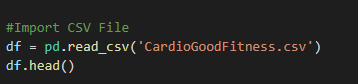 #Import CSV File
df = pd.read_csv('CardioGoodFitness.csv')
df.head()